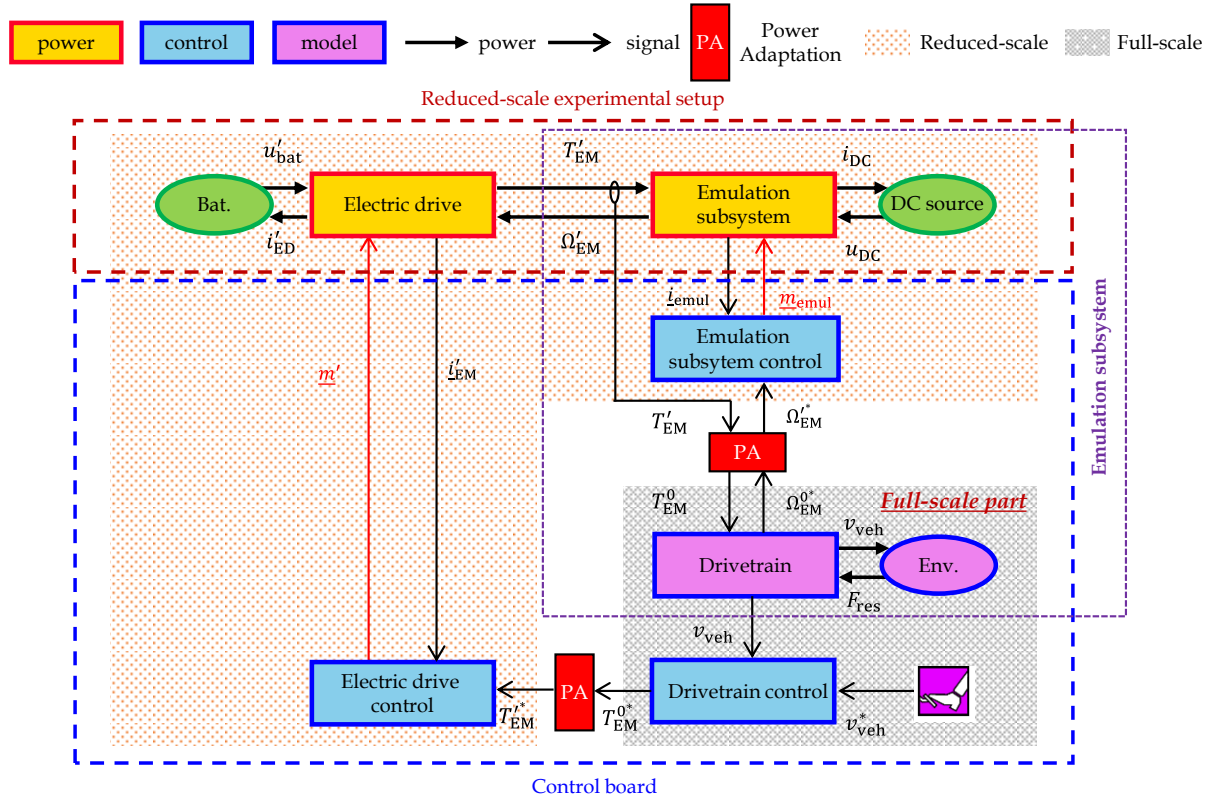 power
control
model
power
signal
PA
Power
Adaptation
Reduced-scale
Full-scale
Reduced-scale experimental setup
u′bat
T′EM
iDC
Bat.
Electric drive
Emulation
subsystem
DC source
i′ED
Ω′EM
uDC
i̲emul
m̲emul
Emulation
subsytem control
m̲′
i̲′EM
Emulation subsystem
T′EM
Ω′*EM
PA
T⁰EM
Ω⁰*EM
Full-scale part
vveh
Drivetrain
Env.
Fres
vveh
Electric drive
control
PA
Drivetrain control
T′*EM
T⁰*EM
v*veh
Control board